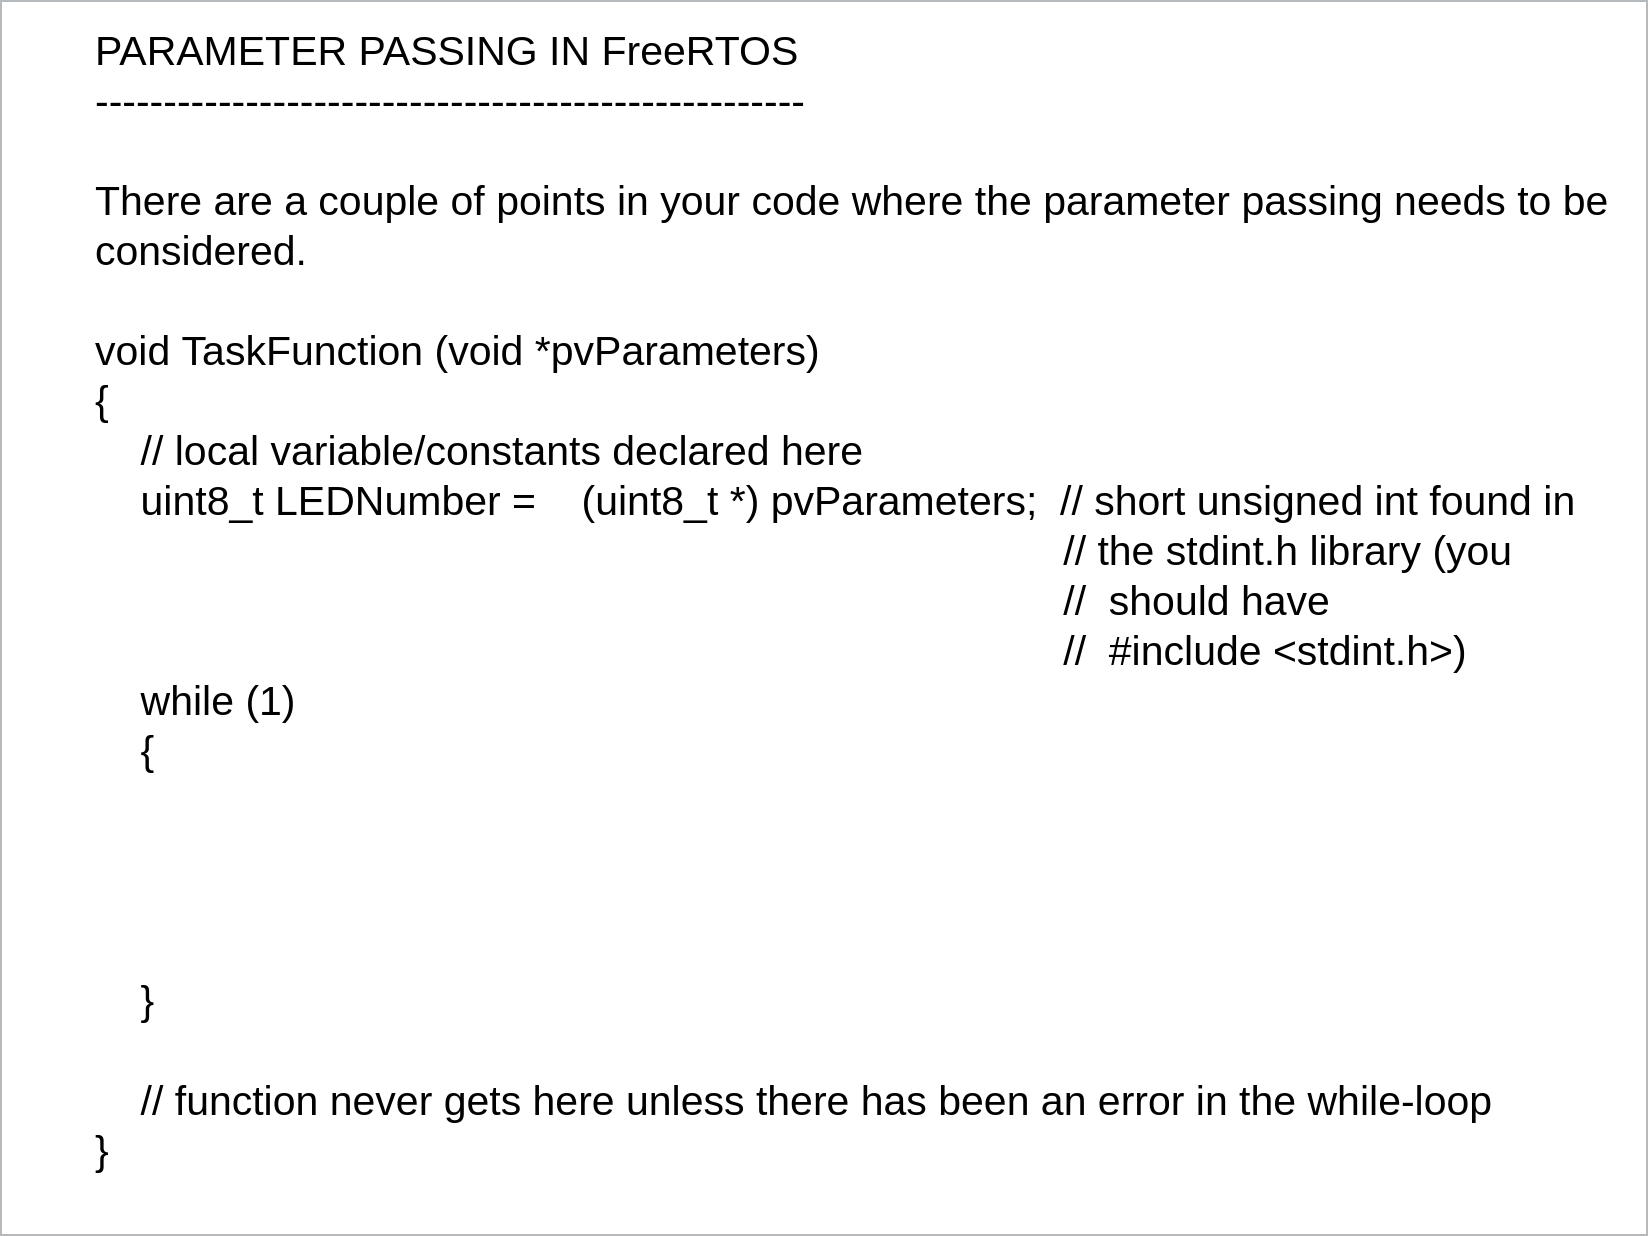 PARAMETER PASSING IN FreeRTOS
----------------------------------------------------
There are a couple of points in your code where the parameter passing needs to be
considered.
void TaskFunction (void *pvParameters)
{
// local variable/constants declared here
uint8_t LEDNumber =    (uint8_t *) pvParameters;  // short unsigned int found in
// the stdint.h library (you
//  should have
//  #include <stdint.h>)
while (1)
{
}
// function never gets here unless there has been an error in the while-loop
}